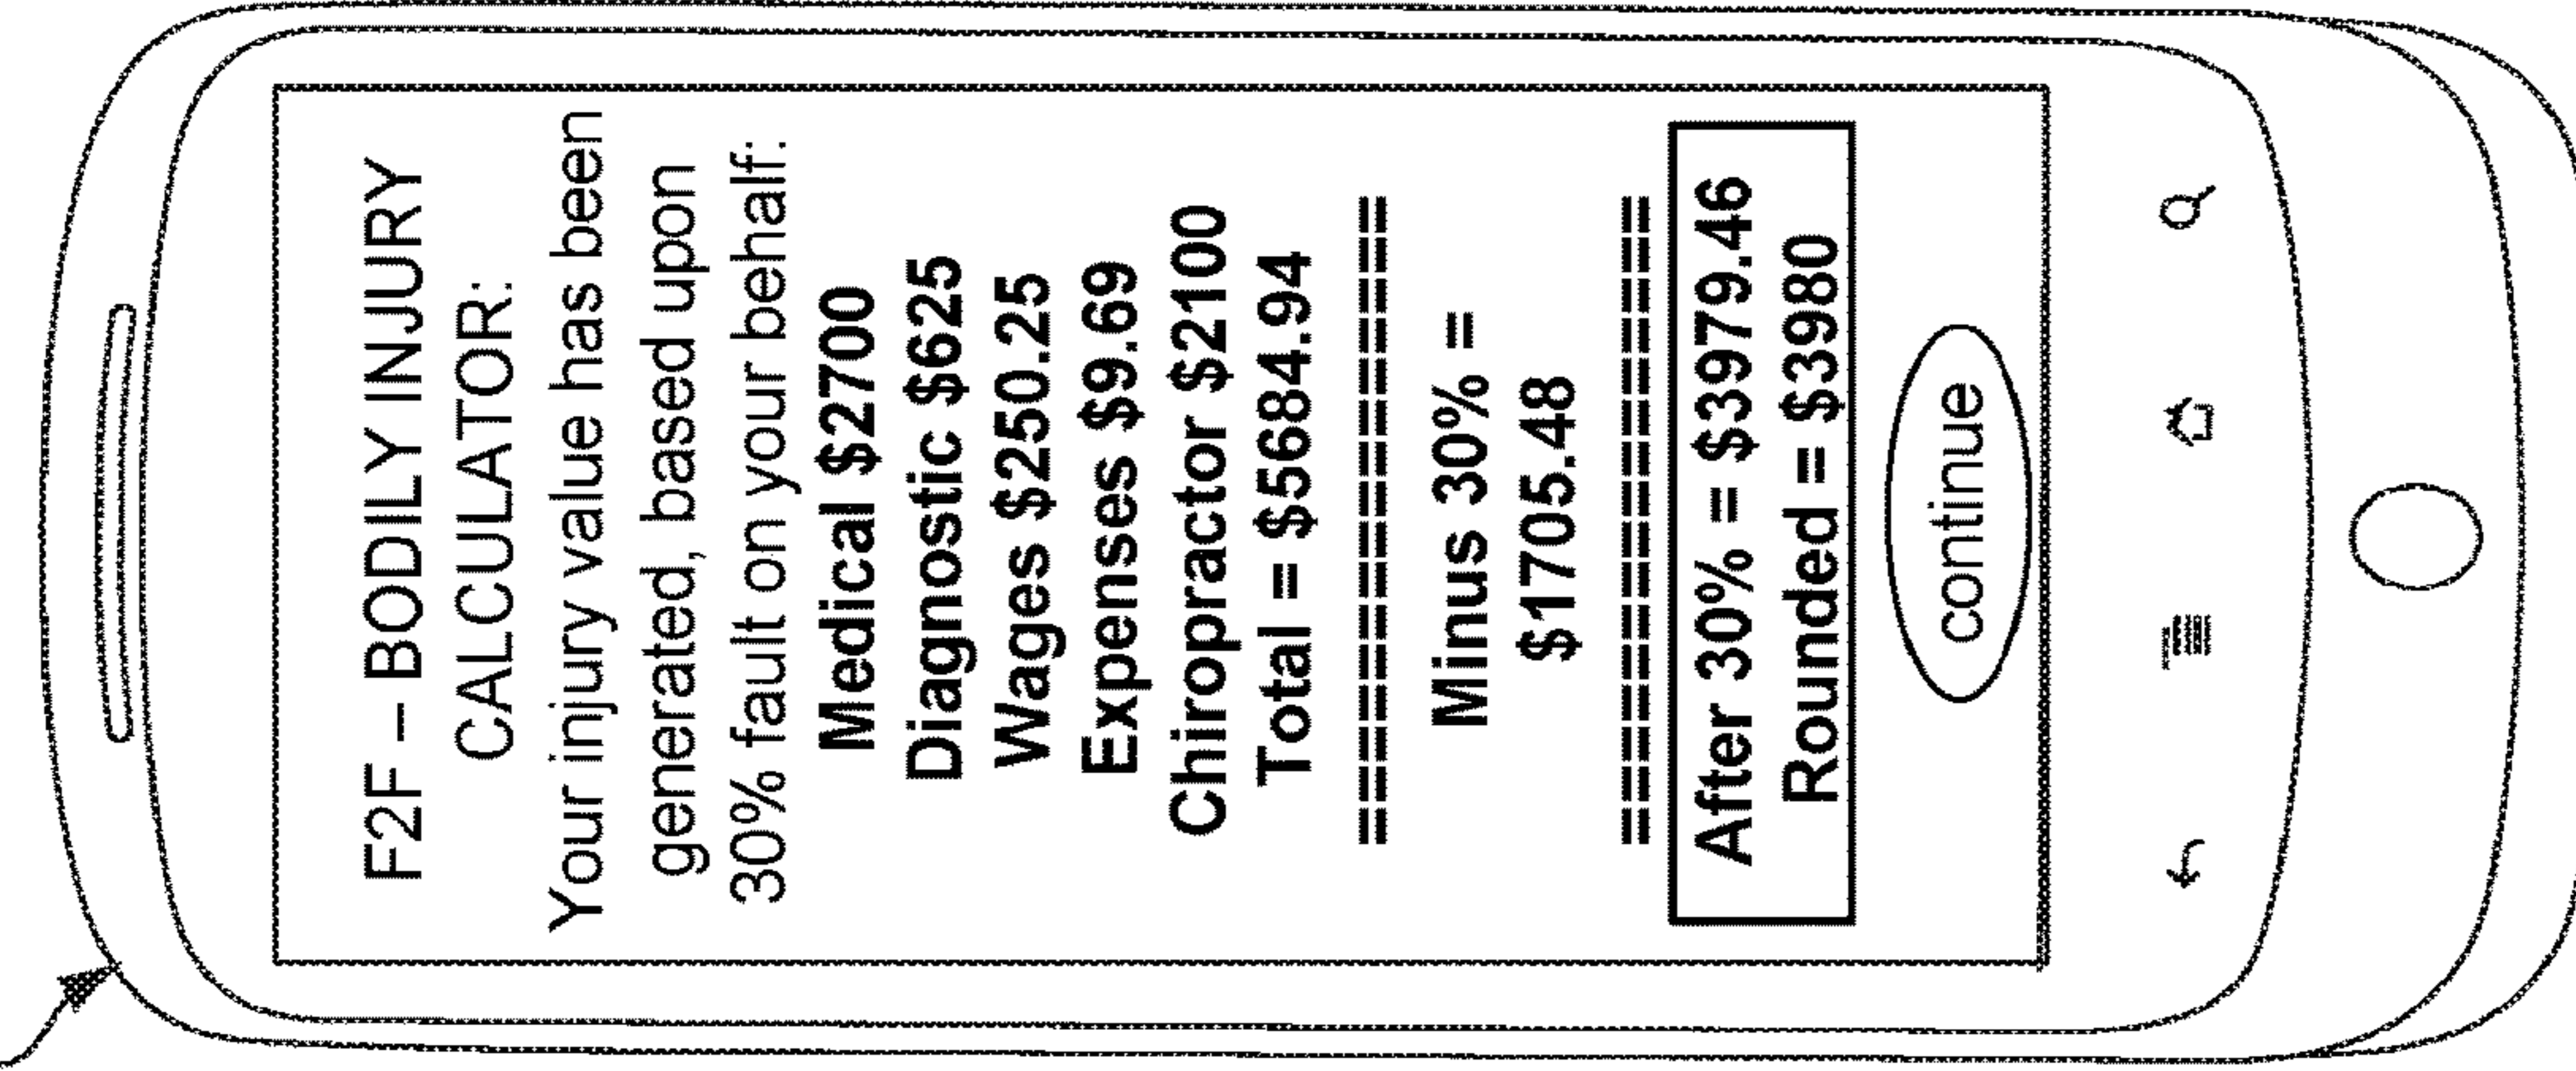 F2F – BODILY INJURY
CALCULATOR:
Your injury value has been
generated, based upon
30% fault on your behalf:
Medical $2700
Diagnostic $625
Wages $250.25
Expenses $9.69
Chiropractor $2100
Total = $5684.94
========================
Minus 30% =
$1705.48
========================
After 30% = $3979.46
Rounded = $3980
continue